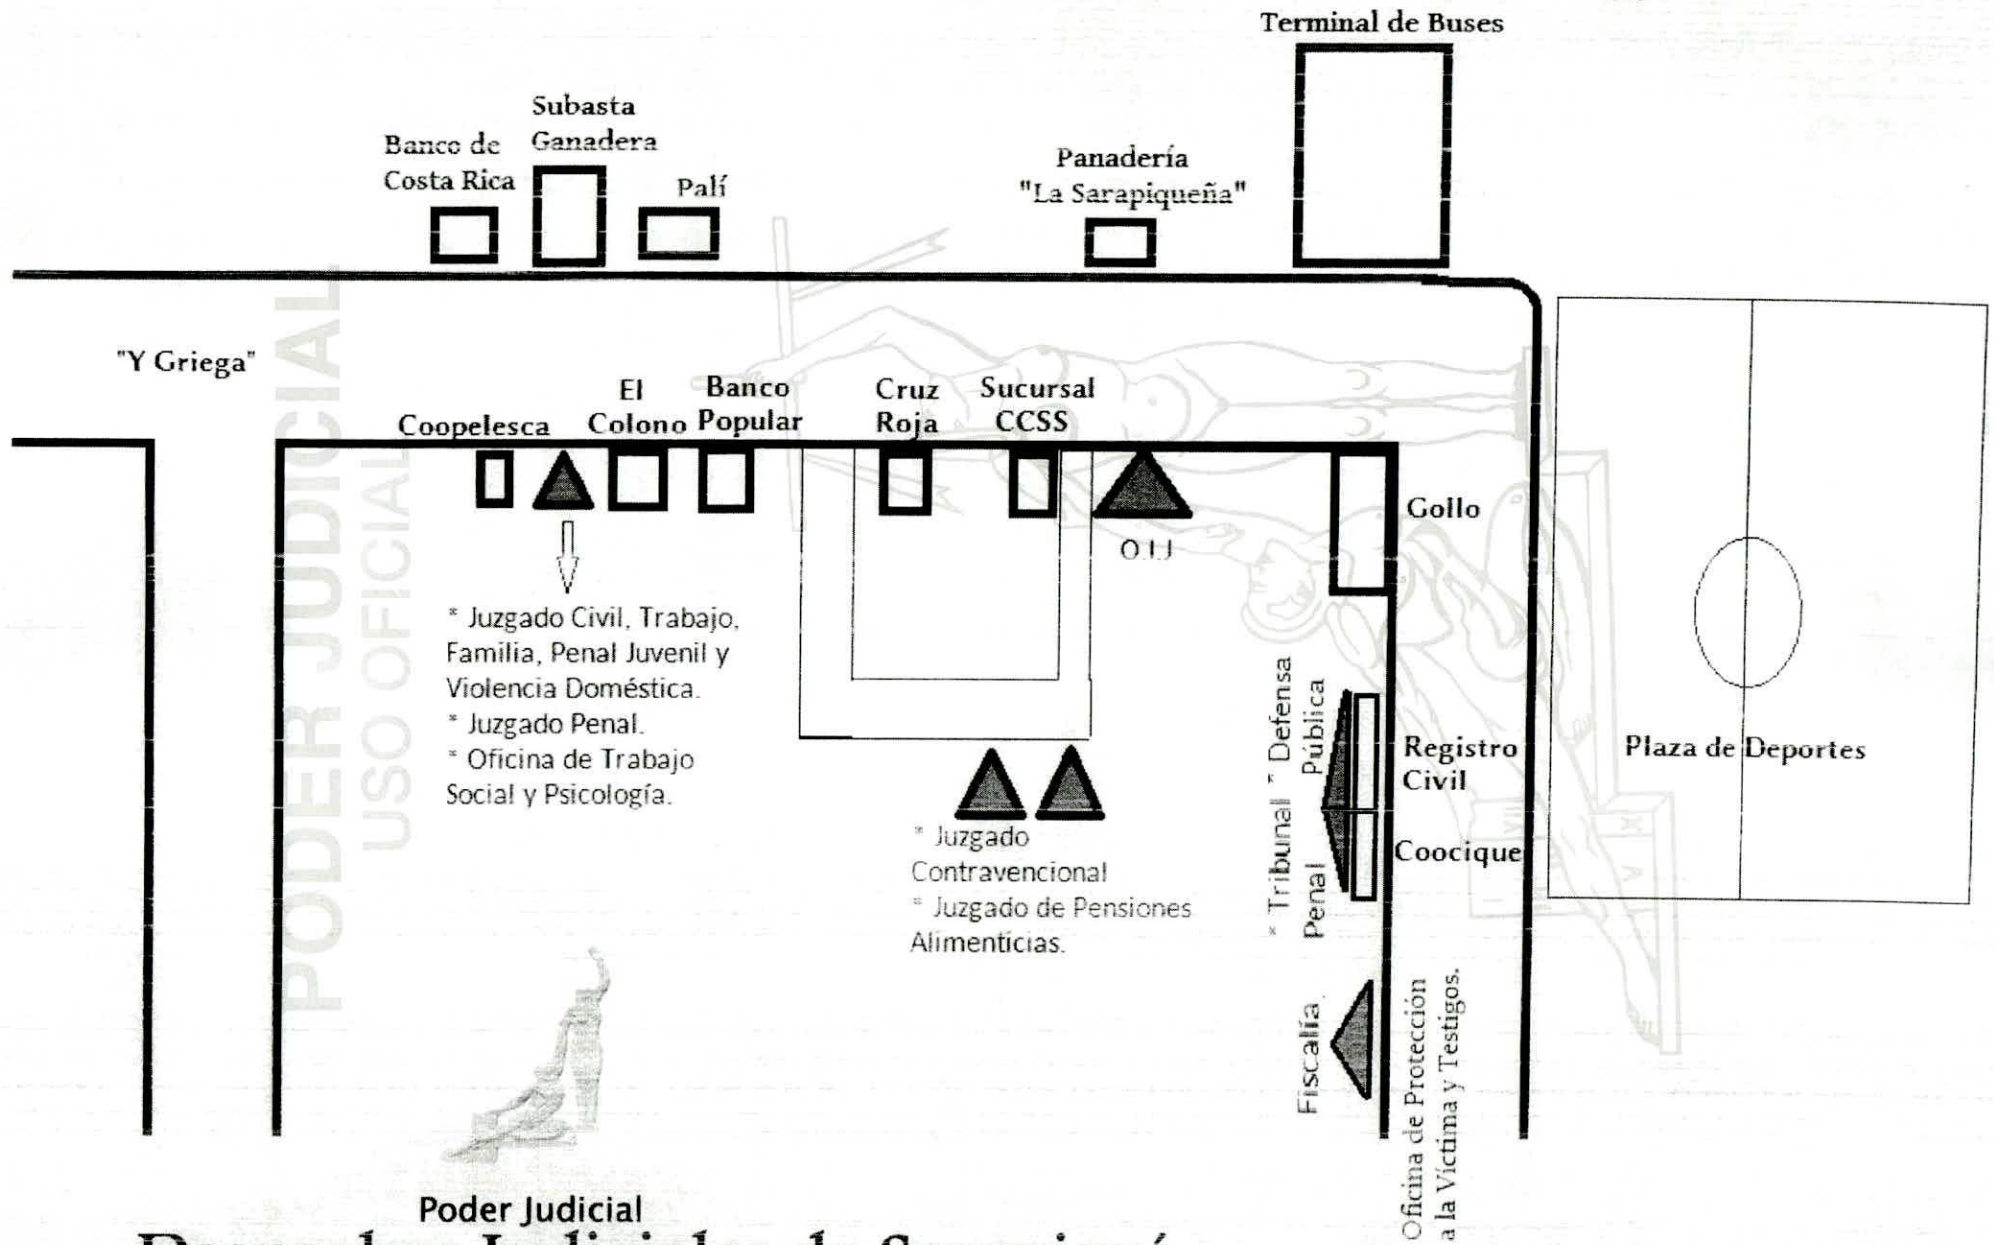 Terminal de Buses
Subasta
Ganadera
Banco de
Costa Rica
Palí
Panadería
"La Sarapiqueña"
"Y Griega"
Coopelesca
El
Colono
Banco
Popular
Cruz
Roja
Sucursal
CCSS
O.I.J
Gollo
* Juzgado Civil, Trabajo,
Familia, Penal Juvenil y
Violencia Doméstica.
* Juzgado Penal.
* Oficina de Trabajo
Social y Psicología.
* Juzgado
Contravencional
* Juzgado de Pensiones
Alimenticias.
* Tribunal * Defensa
Penal Pública
Registro
Civil
Coocique
Plaza de Deportes
Fiscalía
Oficina de Protección
a la Víctima y Testigos.
PODER JUDICIAL
USO OFICIAL
Poder Judicial
Judiciales de